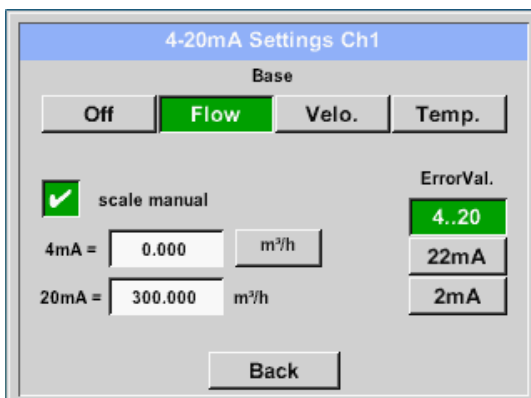 4-20mA Settings Ch1
Base
Off Flow Velo. Temp.
ErrorVal.
✔ scale manual
4..20
4mA = 0.000 m³/h
22mA
20mA = 300.000 m³/h
2mA
Back